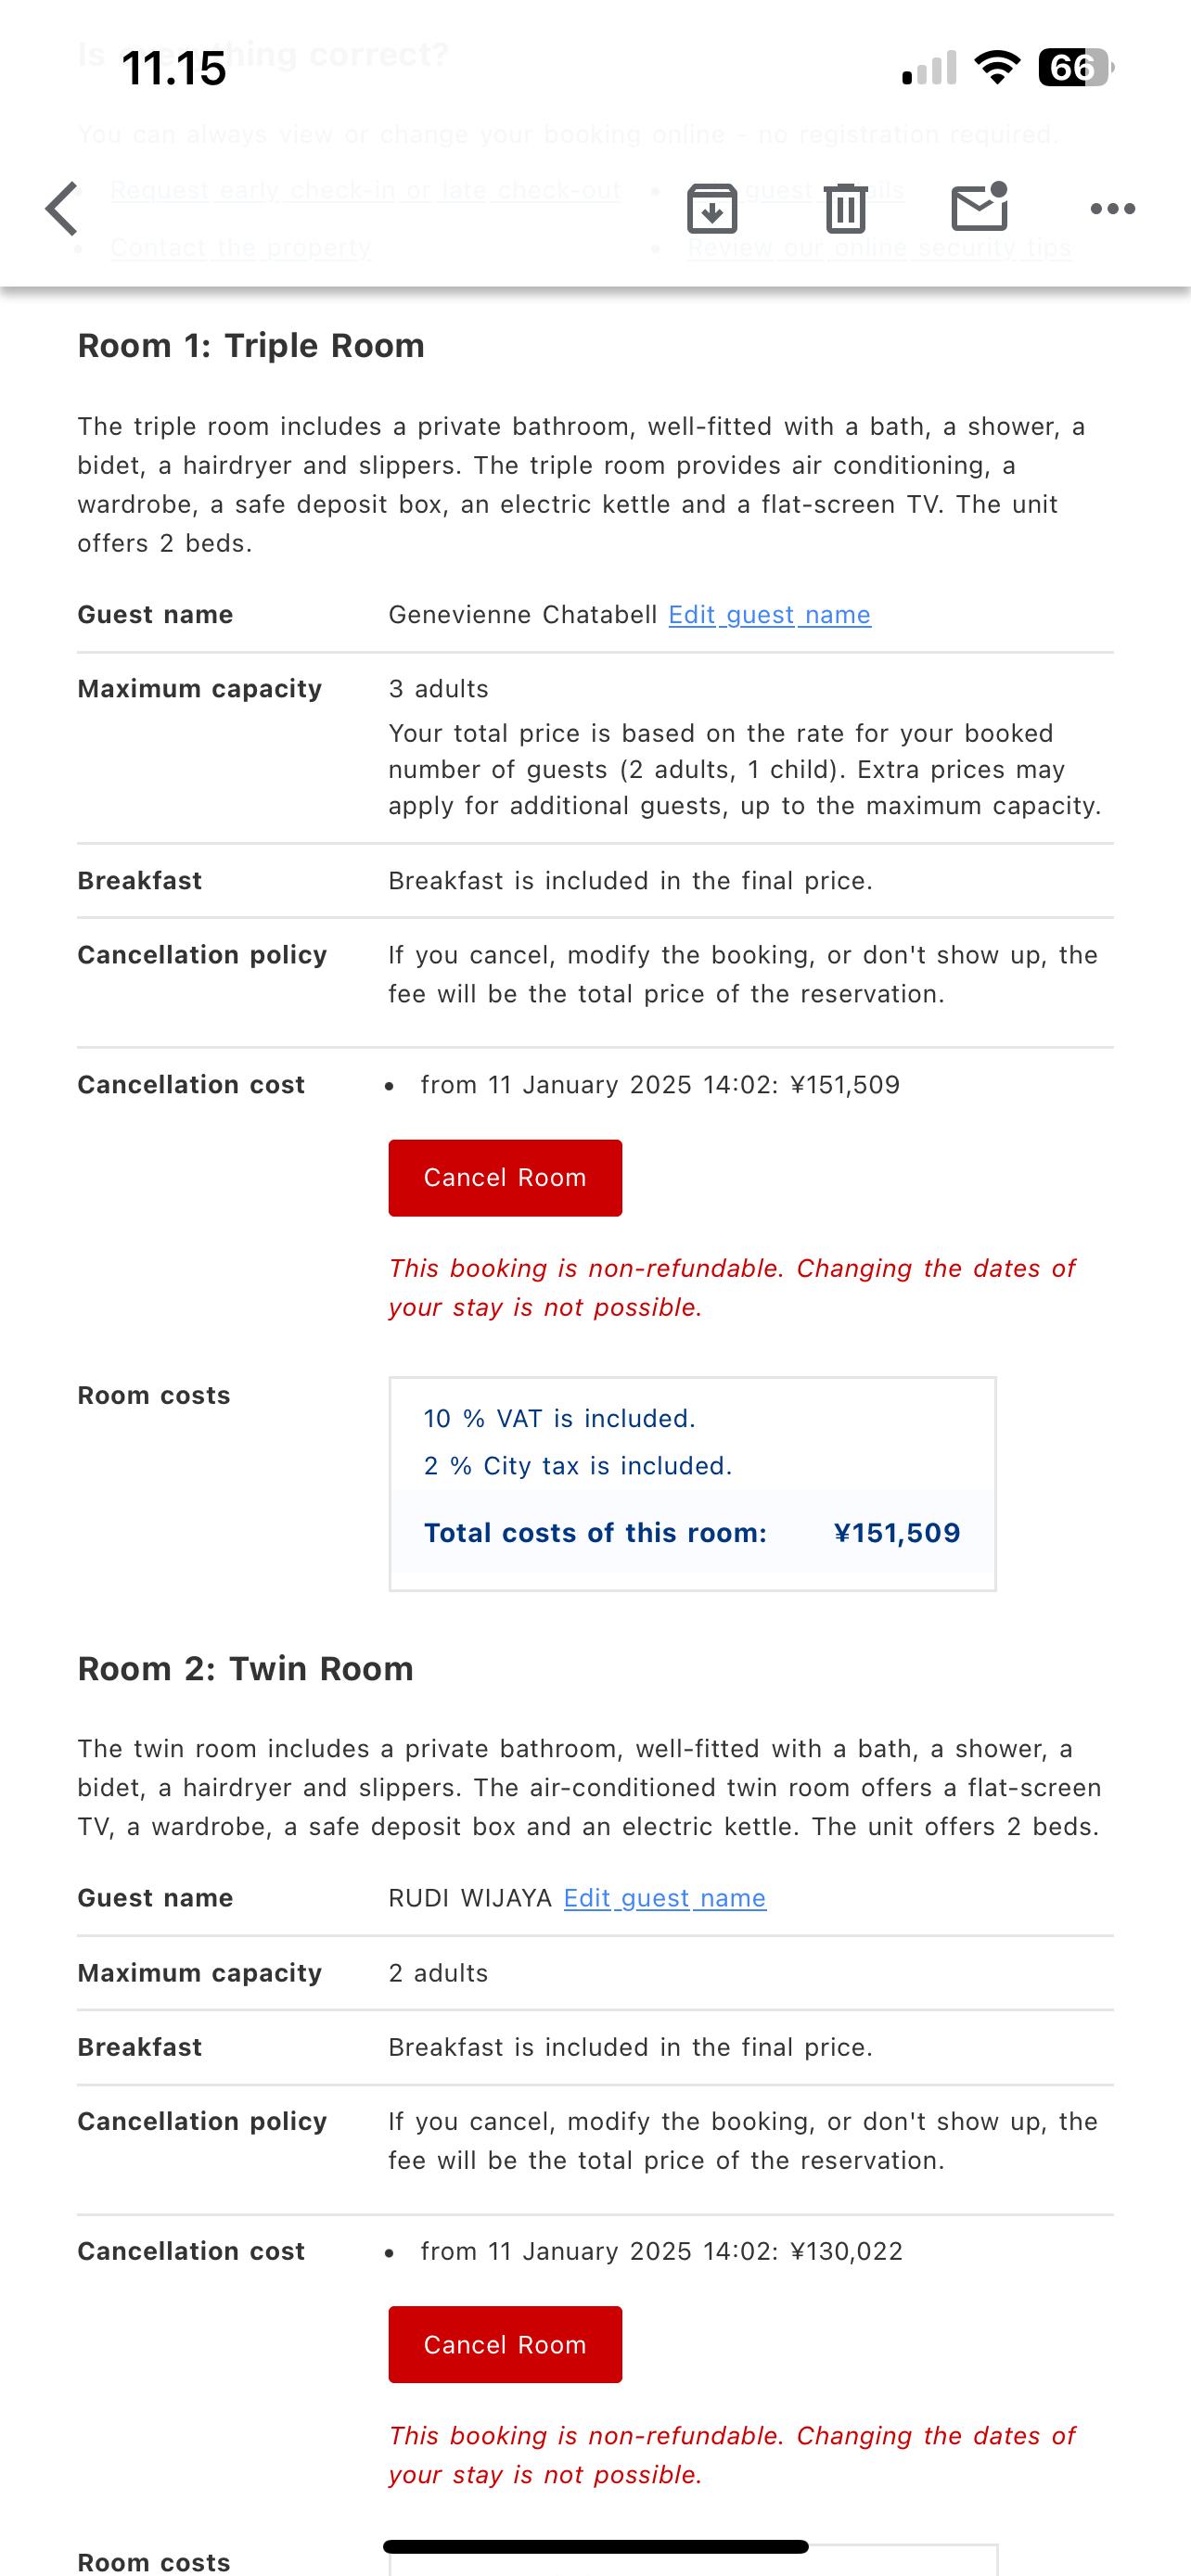 Is everything correct?
11.15
66
You can always view or change your booking online - no registration required.
Request early check-in or late check-out
guest details
Contact the property
Review our online security tips
Room 1: Triple Room
The triple room includes a private bathroom, well-fitted with a bath, a shower, a
bidet, a hairdryer and slippers. The triple room provides air conditioning, a
wardrobe, a safe deposit box, an electric kettle and a flat-screen TV. The unit
offers 2 beds.
Guest name Genevienne Chatabell Edit guest name
Maximum capacity 3 adults
Your total price is based on the rate for your booked
number of guests (2 adults, 1 child). Extra prices may
apply for additional guests, up to the maximum capacity.
Breakfast Breakfast is included in the final price.
Cancellation policy If you cancel, modify the booking, or don't show up, the
fee will be the total price of the reservation.
Cancellation cost • from 11 January 2025 14:02: ¥151,509
Cancel Room
This booking is non-refundable. Changing the dates of
your stay is not possible.
Room costs
10 % VAT is included.
2 % City tax is included.
Total costs of this room: ¥151,509
Room 2: Twin Room
The twin room includes a private bathroom, well-fitted with a bath, a shower, a
bidet, a hairdryer and slippers. The air-conditioned twin room offers a flat-screen
TV, a wardrobe, a safe deposit box and an electric kettle. The unit offers 2 beds.
Guest name RUDI WIJAYA Edit guest name
Maximum capacity 2 adults
Breakfast Breakfast is included in the final price.
Cancellation policy If you cancel, modify the booking, or don't show up, the
fee will be the total price of the reservation.
Cancellation cost • from 11 January 2025 14:02: ¥130,022
Cancel Room
This booking is non-refundable. Changing the dates of
your stay is not possible.
Room costs